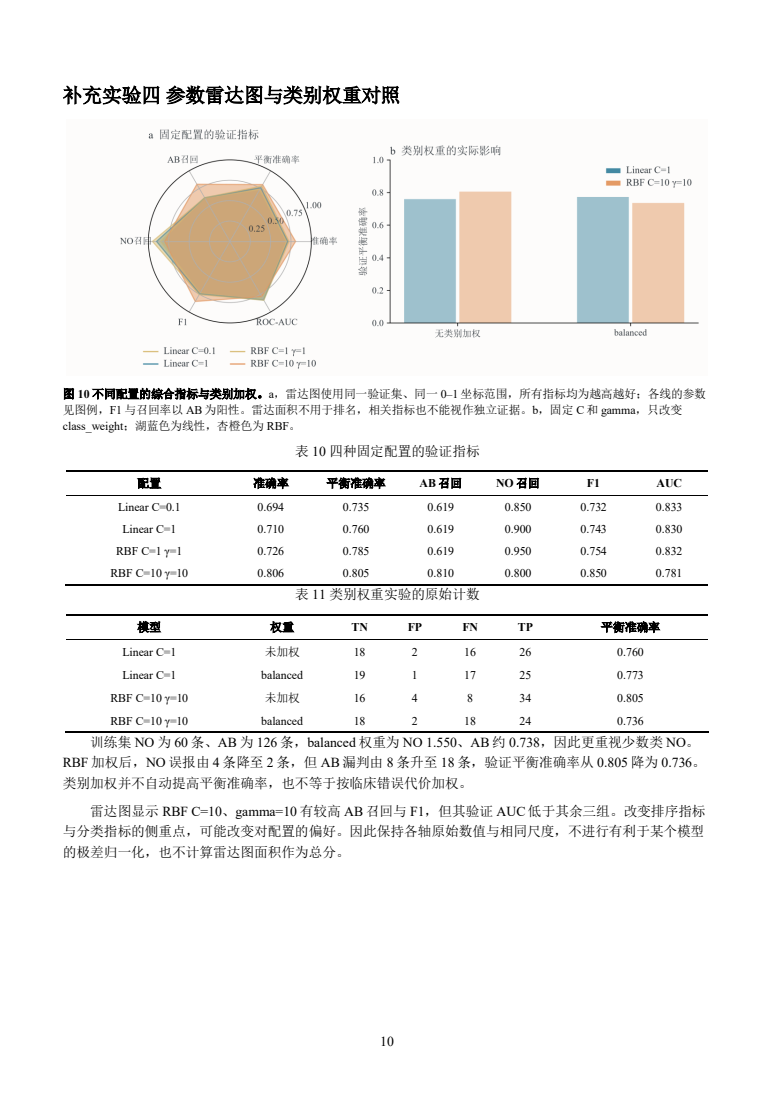 补充实验四 参数雷达图与类别权重对照
a 固定配置的验证指标
AB召回
平衡准确率
NO召回
准确率
F1
ROC-AUC
0.25
0.50
0.75
1.00
Linear C=0.1
Linear C=1
RBF C=1 γ=1
RBF C=10 γ=10
b 类别权重的实际影响
验证平衡准确率
1.0
0.8
0.6
0.4
0.2
0.0
Linear C=1
RBF C=10 γ=10
无类别加权
balanced
图 10 不同配置的综合指标与类别加权。a，雷达图使用同一验证集、同一 0–1 坐标范围，所有指标均为越高越好；各线的参数
见图例，F1 与召回率以 AB 为阳性。雷达面积不用于排名，相关指标也不能视作独立证据。b，固定 C 和 gamma，只改变
class_weight；湖蓝色为线性，杏橙色为 RBF。
表 10 四种固定配置的验证指标
配置 准确率 平衡准确率 AB 召回 NO 召回 F1 AUC
Linear C=0.1 0.694 0.735 0.619 0.850 0.732 0.833
Linear C=1 0.710 0.760 0.619 0.900 0.743 0.830
RBF C=1 γ=1 0.726 0.785 0.619 0.950 0.754 0.832
RBF C=10 γ=10 0.806 0.805 0.810 0.800 0.850 0.781
表 11 类别权重实验的原始计数
模型 权重 TN FP FN TP 平衡准确率
Linear C=1 未加权 18 2 16 26 0.760
Linear C=1 balanced 19 1 17 25 0.773
RBF C=10 γ=10 未加权 16 4 8 34 0.805
RBF C=10 γ=10 balanced 18 2 18 24 0.736
训练集 NO 为 60 条、AB 为 126 条，balanced 权重为 NO 1.550、AB 约 0.738，因此更重视少数类 NO。
RBF 加权后，NO 误报由 4 条降至 2 条，但 AB 漏判由 8 条升至 18 条，验证平衡准确率从 0.805 降为 0.736。
类别加权并不自动提高平衡准确率，也不等于按临床错误代价加权。
雷达图显示 RBF C=10、gamma=10 有较高 AB 召回与 F1，但其验证 AUC 低于其余三组。改变排序指标
与分类指标的侧重点，可能改变对配置的偏好。因此保持各轴原始数值与相同尺度，不进行有利于某个模型
的极差归一化，也不计算雷达图面积作为总分。
10